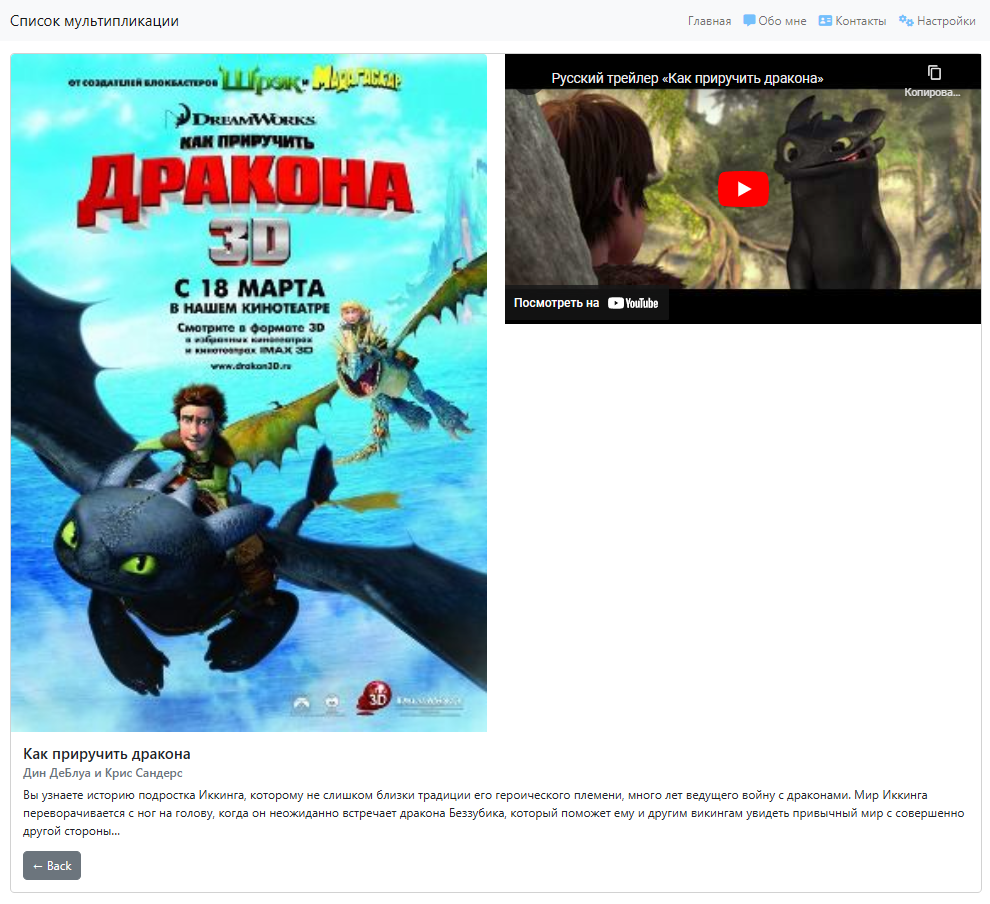 Список мультипликации
Главная Обо мне Контакты Настройки
ОТ СОЗДАТЕЛЕЙ БЛОКБАСТЕРОВ Шрэк и Мадагаскар
DREAMWORKS
КАК ПРИРУЧИТЬ
ДРАКОНА
3D
С 18 МАРТА
В НАШЕМ КИНОТЕАТРЕ
Смотрите в формате 3D
в избранных кинотеатрах
и кинотеатрах IMAX 3D
www.drakon3D.ru
3D
Русский трейлер «Как приручить дракона»
Копирова...
Посмотреть на YouTube
Как приручить дракона
Дин ДеБлуа и Крис Сандерс
Вы узнаете историю подростка Иккинга, которому не слишком близки традиции его героического племени, много лет ведущего войну с драконами. Мир Иккинга
переворачивается с ног на голову, когда он неожиданно встречает дракона Беззубика, который поможет ему и другим викингам увидеть привычный мир с совершенно
другой стороны…
← Back